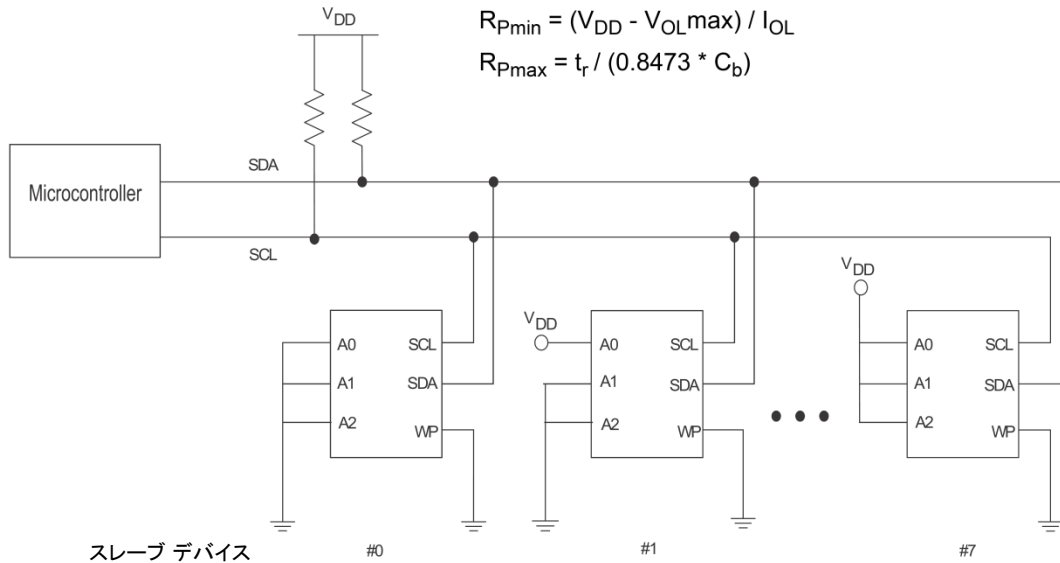 V_DD
R_Pmin = (V_DD - V_OLmax) / I_OL
R_Pmax = t_r / (0.8473 * C_b)
Microcontroller
SDA
SCL
V_DD
V_DD
A0 SCL
A1 SDA
A2 WP
A0 SCL
A1 SDA
A2 WP
A0 SCL
A1 SDA
A2 WP
スレーブ デバイス #0 #1 #7